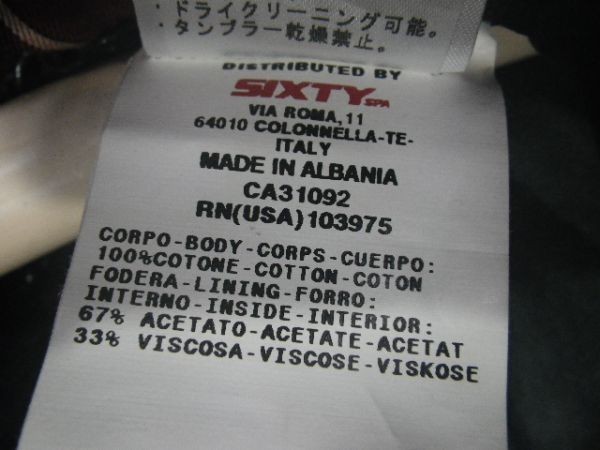 ・ドライクリーニング可能。
・タンブラー乾燥禁止。
DISTRIBUTED BY
SIXTY SPA
VIA ROMA,11
64010 COLONNELLA-TE-
ITALY
MADE IN ALBANIA
CA31092
RN(USA)103975
CORPO-BODY-CORPS-CUERPO:
100%COTONE-COTTON-COTON
FODERA-LINING-FORRO:
INTERNO-INSIDE-INTERIOR:
67% ACETATO-ACETATE-ACETAT
33% VISCOSA-VISCOSE-VISKOSE